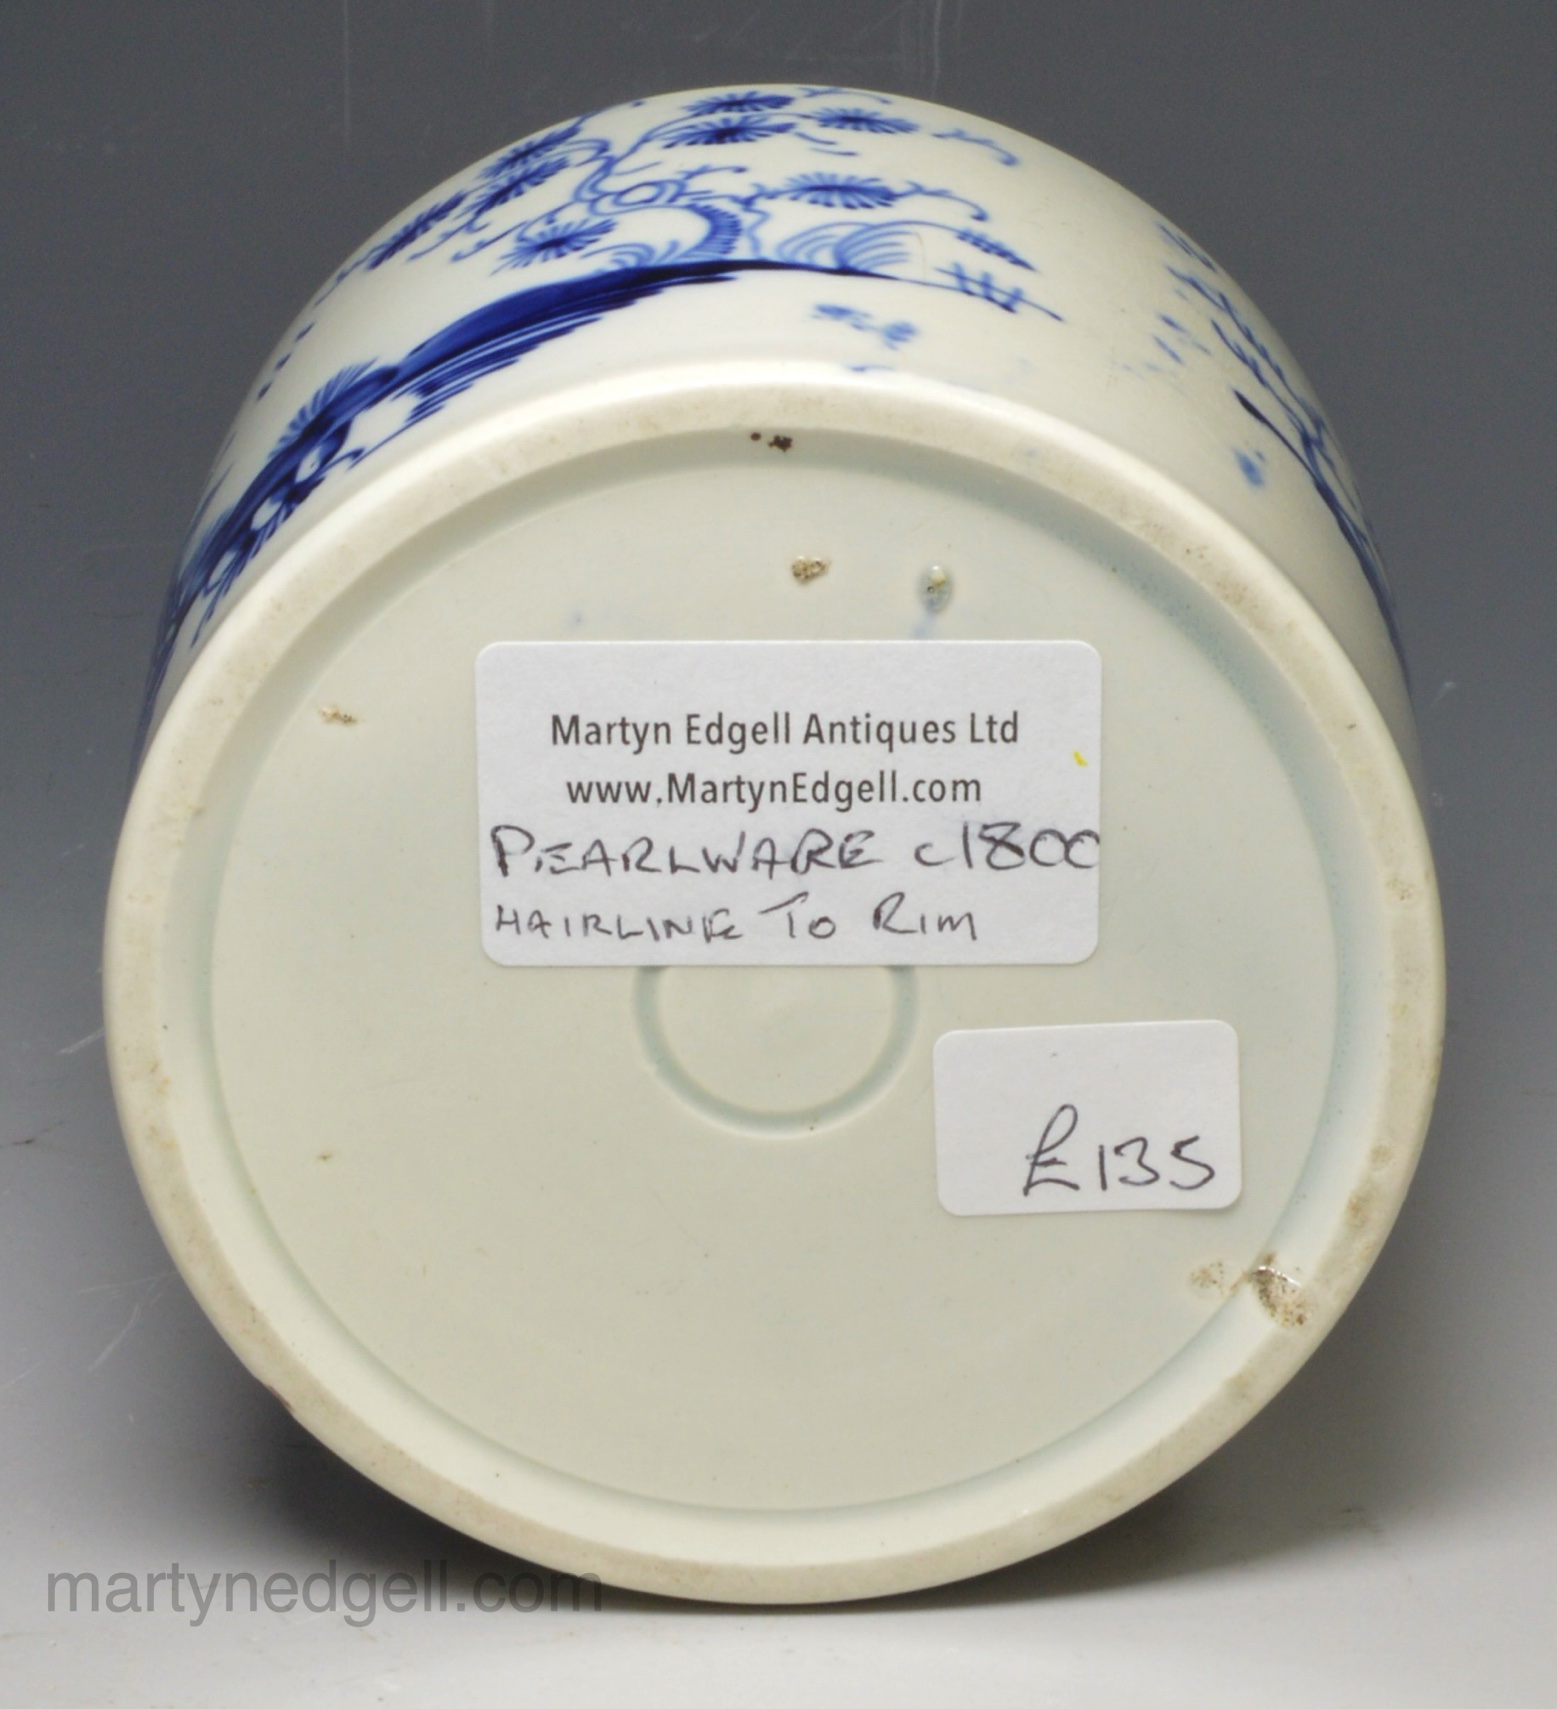 Martyn Edgell Antiques Ltd
www.MartynEdgell.com
PEARLWARE c1800
HAIRLINE TO RIM
£135
martynedgell.com